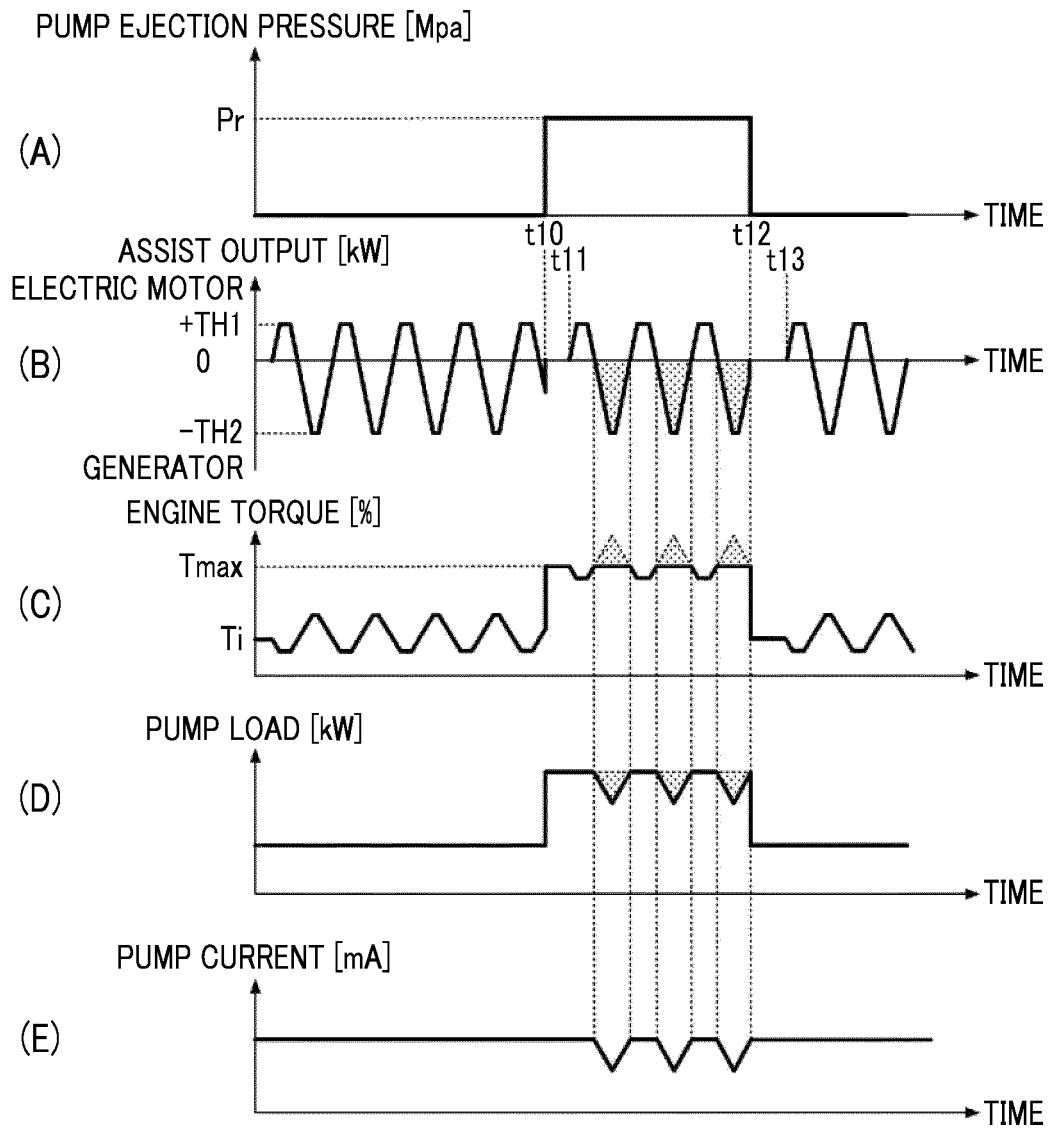 PUMP EJECTION PRESSURE [Mpa]
(A)
Pr
TIME
t10
t12
ASSIST OUTPUT [kW]
t11
t13
ELECTRIC MOTOR
(B)
+TH1
0
TIME
-TH2
GENERATOR
ENGINE TORQUE [%]
(C)
Tmax
Ti
TIME
PUMP LOAD [kW]
(D)
TIME
PUMP CURRENT [mA]
(E)
TIME